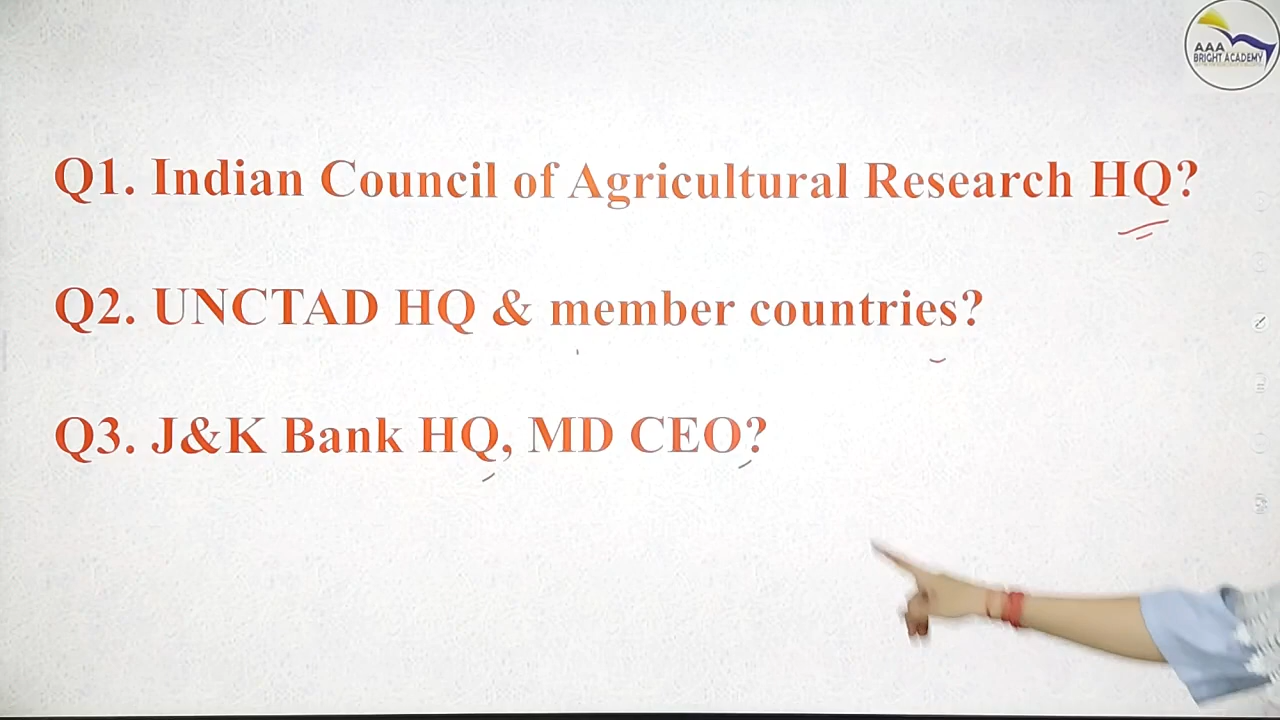 AAA
BRIGHT ACADEMY
Q1. Indian Council of Agricultural Research HQ?
Q2. UNCTAD HQ & member countries?
Q3. J&K Bank HQ, MD CEO?